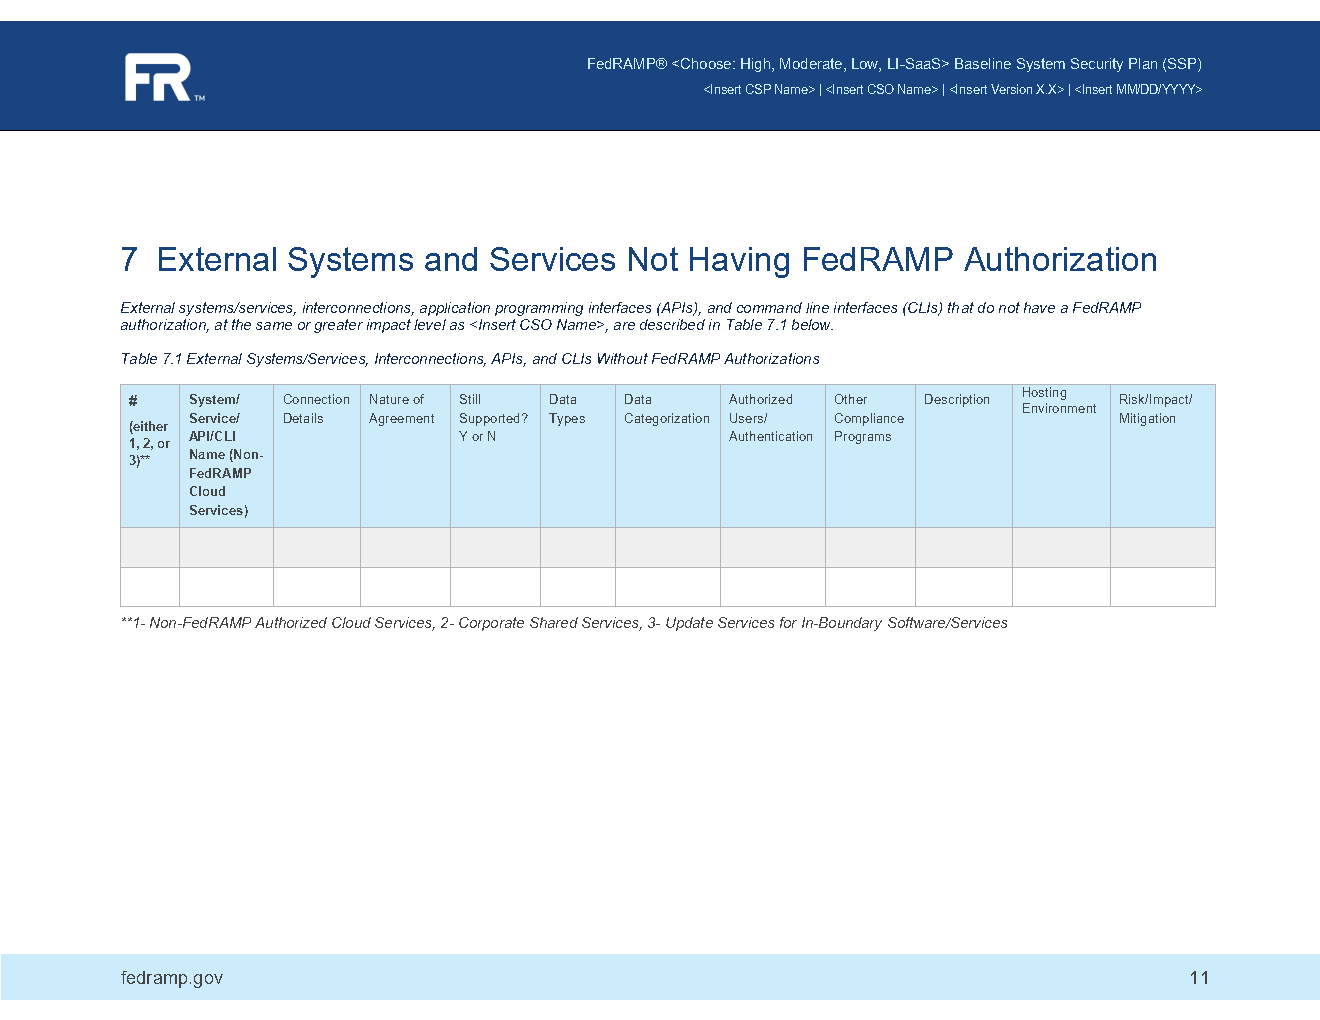 FR™
FedRAMP® <Choose: High, Moderate, Low, LI-SaaS> Baseline System Security Plan (SSP)
<Insert CSP Name> | <Insert CSO Name> | <Insert Version X.X> | <Insert MM/DD/YYYY>
7 External Systems and Services Not Having FedRAMP Authorization
External systems/services, interconnections, application programming interfaces (APIs), and command line interfaces (CLIs) that do not have a FedRAMP
authorization, at the same or greater impact level as <Insert CSO Name>, are described in Table 7.1 below.
Table 7.1 External Systems/Services, Interconnections, APIs, and CLIs Without FedRAMP Authorizations
#
(either
1, 2, or
3)**
System/
Service/
API/CLI
Name (Non-
FedRAMP
Cloud
Services)
Connection
Details
Nature of
Agreement
Still
Supported?
Y or N
Data
Types
Data
Categorization
Authorized
Users/
Authentication
Other
Compliance
Programs
Description
Hosting
Environment
Risk/Impact/
Mitigation
**1- Non-FedRAMP Authorized Cloud Services, 2- Corporate Shared Services, 3- Update Services for In-Boundary Software/Services
fedramp.gov
11